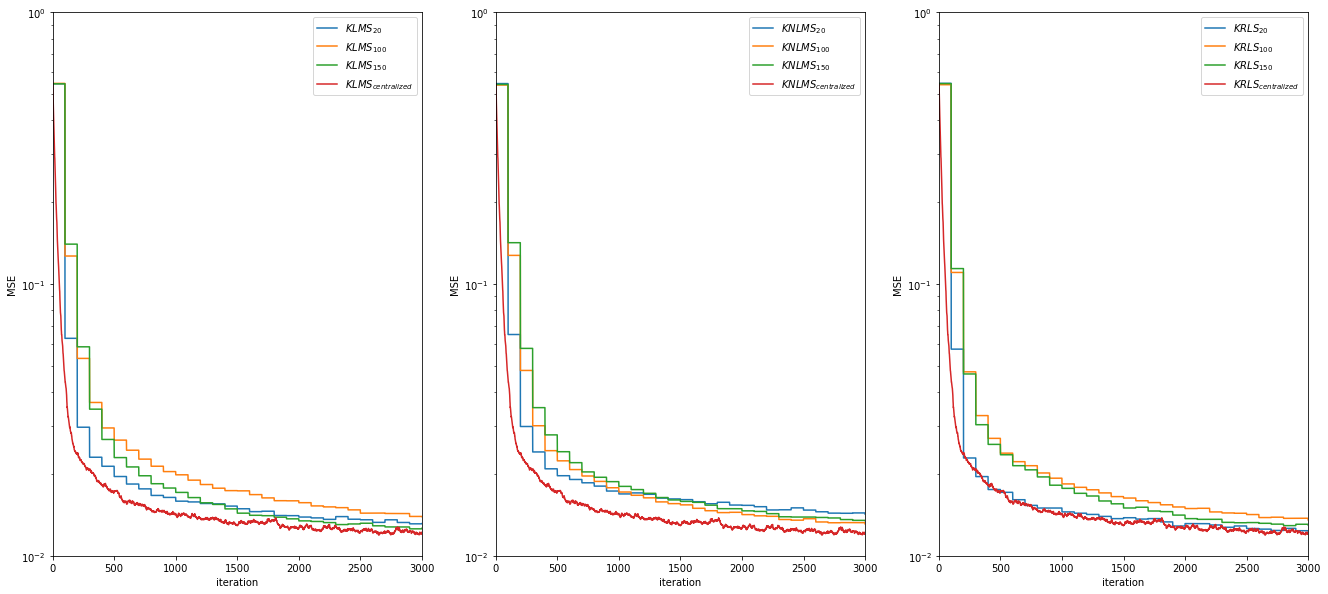 10⁰
10⁻¹
10⁻²
MSE
0 500 1000 1500 2000 2500 3000
iteration
KLMS₂₀
KLMS₁₀₀
KLMS₁₅₀
KLMS_centralized
10⁰
10⁻¹
10⁻²
MSE
0 500 1000 1500 2000 2500 3000
iteration
KNLMS₂₀
KNLMS₁₀₀
KNLMS₁₅₀
KNLMS_centralized
10⁰
10⁻¹
10⁻²
MSE
0 500 1000 1500 2000 2500 3000
iteration
KRLS₂₀
KRLS₁₀₀
KRLS₁₅₀
KRLS_centralized